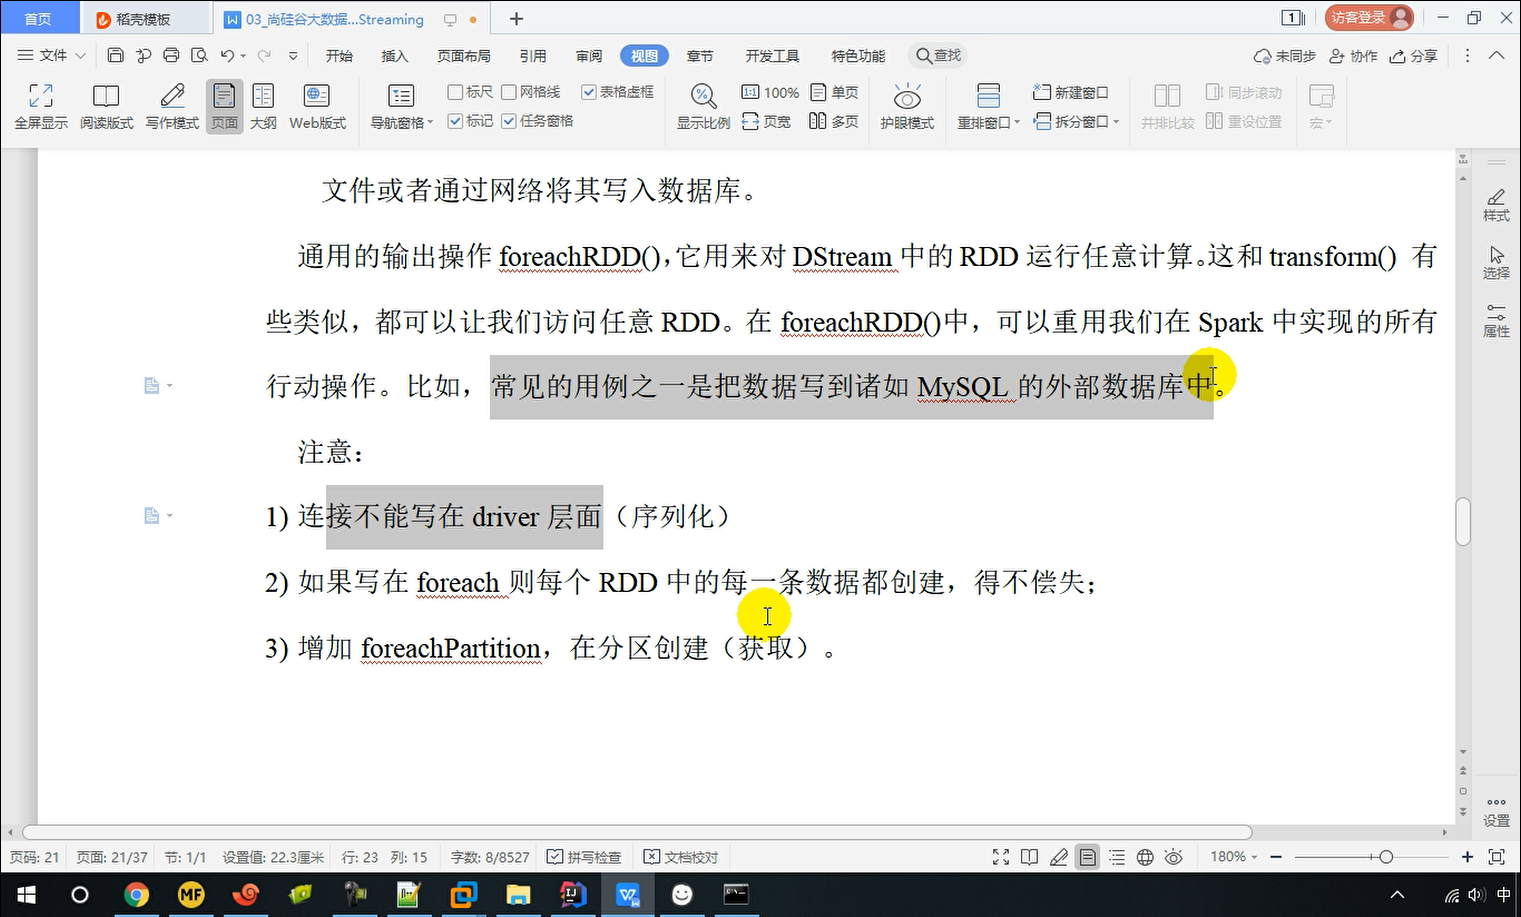 首页
稻壳模板
03_尚硅谷大数据...Streaming
1
访客登录
文件
开始
插入
页面布局
引用
审阅
视图
章节
开发工具
特色功能
查找
未同步
协作
分享
全屏显示
阅读版式
写作模式
页面
大纲
Web版式
导航窗格
标尺
网格线
表格虚框
标记
任务窗格
显示比例
1:1
100%
单页
页宽
多页
护眼模式
重排窗口
新建窗口
拆分窗口
并排比较
同步滚动
重设位置
宏
文件或者通过网络将其写入数据库。
通用的输出操作 foreachRDD(),它用来对 DStream 中的 RDD 运行任意计算。这和 transform() 有
些类似，都可以让我们访问任意 RDD。在 foreachRDD()中，可以重用我们在 Spark 中实现的所有
行动操作。比如，常见的用例之一是把数据写到诸如 MySQL 的外部数据库中。
注意：
1) 连接不能写在 driver 层面（序列化）
2) 如果写在 foreach 则每个 RDD 中的每一条数据都创建，得不偿失；
3) 增加 foreachPartition，在分区创建（获取）。
样式
选择
属性
设置
页码: 21
页面: 21/37
节: 1/1
设置值: 22.3厘米
行: 23
列: 15
字数: 8/8527
拼写检查
文档校对
180%
MF
IJ
中